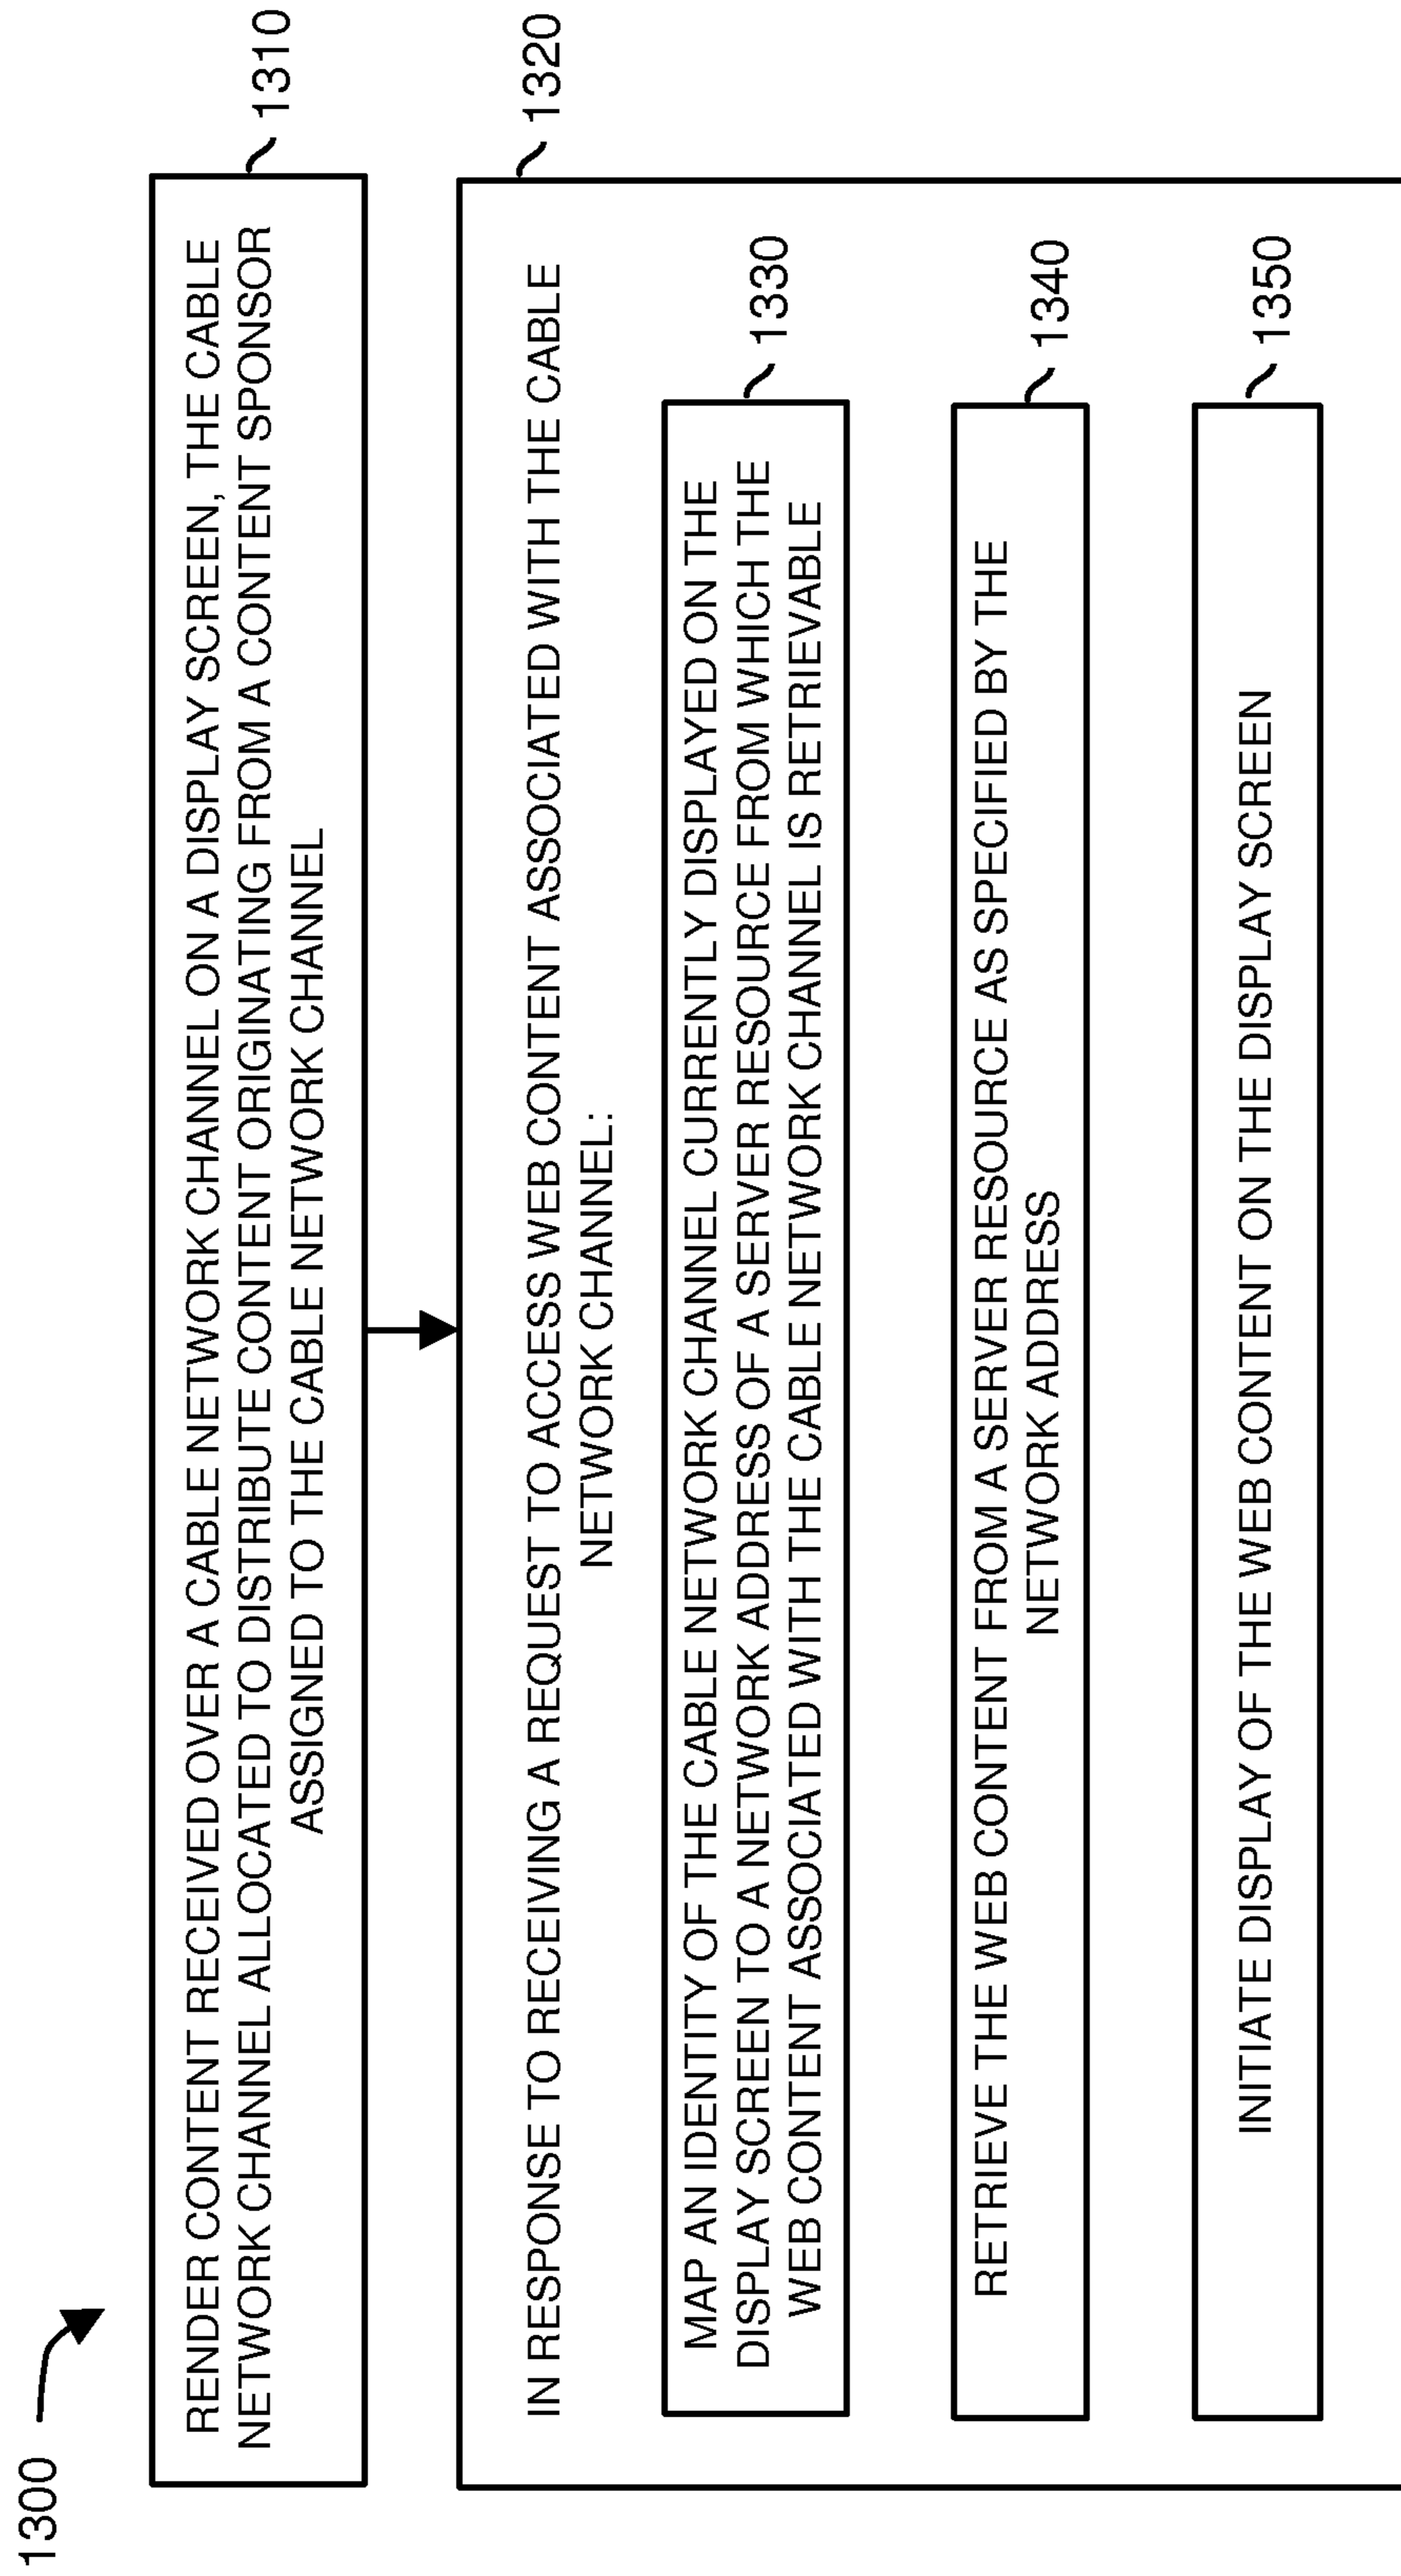 1300
RENDER CONTENT RECEIVED OVER A CABLE NETWORK CHANNEL ON A DISPLAY SCREEN, THE CABLE
NETWORK CHANNEL ALLOCATED TO DISTRIBUTE CONTENT ORIGINATING FROM A CONTENT SPONSOR
ASSIGNED TO THE CABLE NETWORK CHANNEL
1310
IN RESPONSE TO RECEIVING A REQUEST TO ACCESS WEB CONTENT ASSOCIATED WITH THE CABLE
NETWORK CHANNEL:
1320
MAP AN IDENTITY OF THE CABLE NETWORK CHANNEL CURRENTLY DISPLAYED ON THE
DISPLAY SCREEN TO A NETWORK ADDRESS OF A SERVER RESOURCE FROM WHICH THE
WEB CONTENT ASSOCIATED WITH THE CABLE NETWORK CHANNEL IS RETRIEVABLE
1330
RETRIEVE THE WEB CONTENT FROM A SERVER RESOURCE AS SPECIFIED BY THE
NETWORK ADDRESS
1340
INITIATE DISPLAY OF THE WEB CONTENT ON THE DISPLAY SCREEN
1350